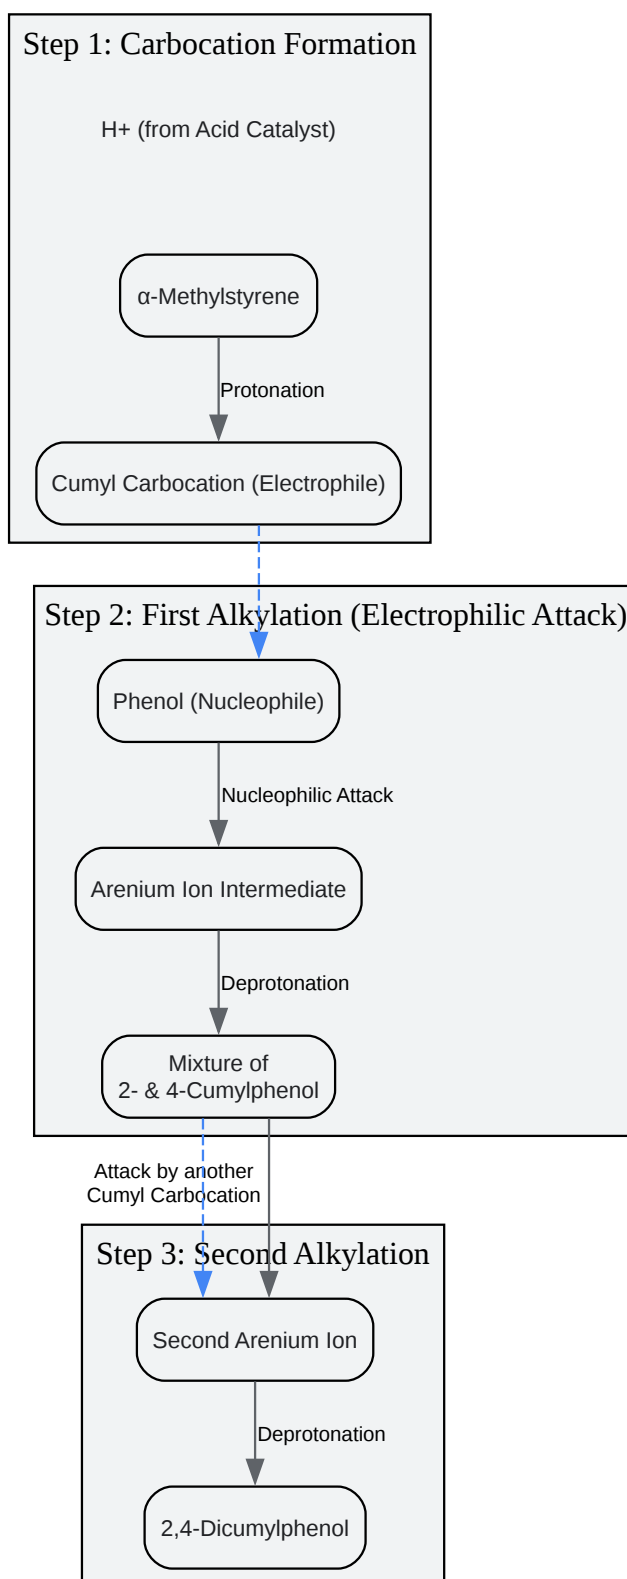 Step 1: Carbocation Formation
H+ (from Acid Catalyst)
α-Methylstyrene
Protonation
Cumyl Carbocation (Electrophile)
Step 2: First Alkylation (Electrophilic Attack)
Phenol (Nucleophile)
Nucleophilic Attack
Arenium Ion Intermediate
Deprotonation
Mixture of
2- & 4-Cumylphenol
Attack by another
Cumyl Carbocation
Step 3: Second Alkylation
Second Arenium Ion
Deprotonation
2,4-Dicumylphenol